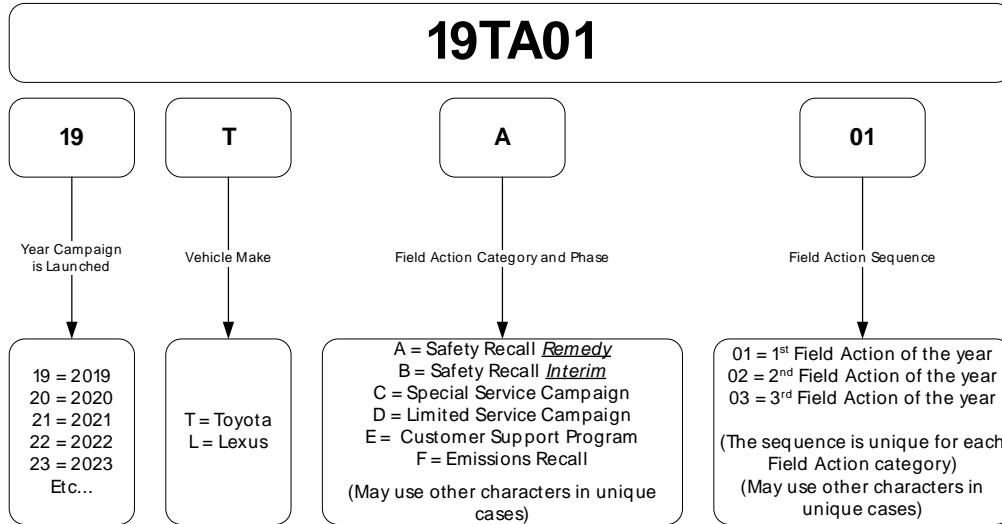 19TA01
19
T
A
01
Year Campaign
is Launched
Vehicle Make
Field Action Category and Phase
Field Action Sequence
19 = 2019
20 = 2020
21 = 2021
22 = 2022
23 = 2023
Etc...
T = Toyota
L = Lexus
A = Safety Recall Remedy
B = Safety Recall Interim
C = Special Service Campaign
D = Limited Service Campaign
E = Customer Support Program
F = Emissions Recall
(May use other characters in unique
cases)
01 = 1st Field Action of the year
02 = 2nd Field Action of the year
03 = 3rd Field Action of the year
(The sequence is unique for each
Field Action category)
(May use other characters in
unique cases)